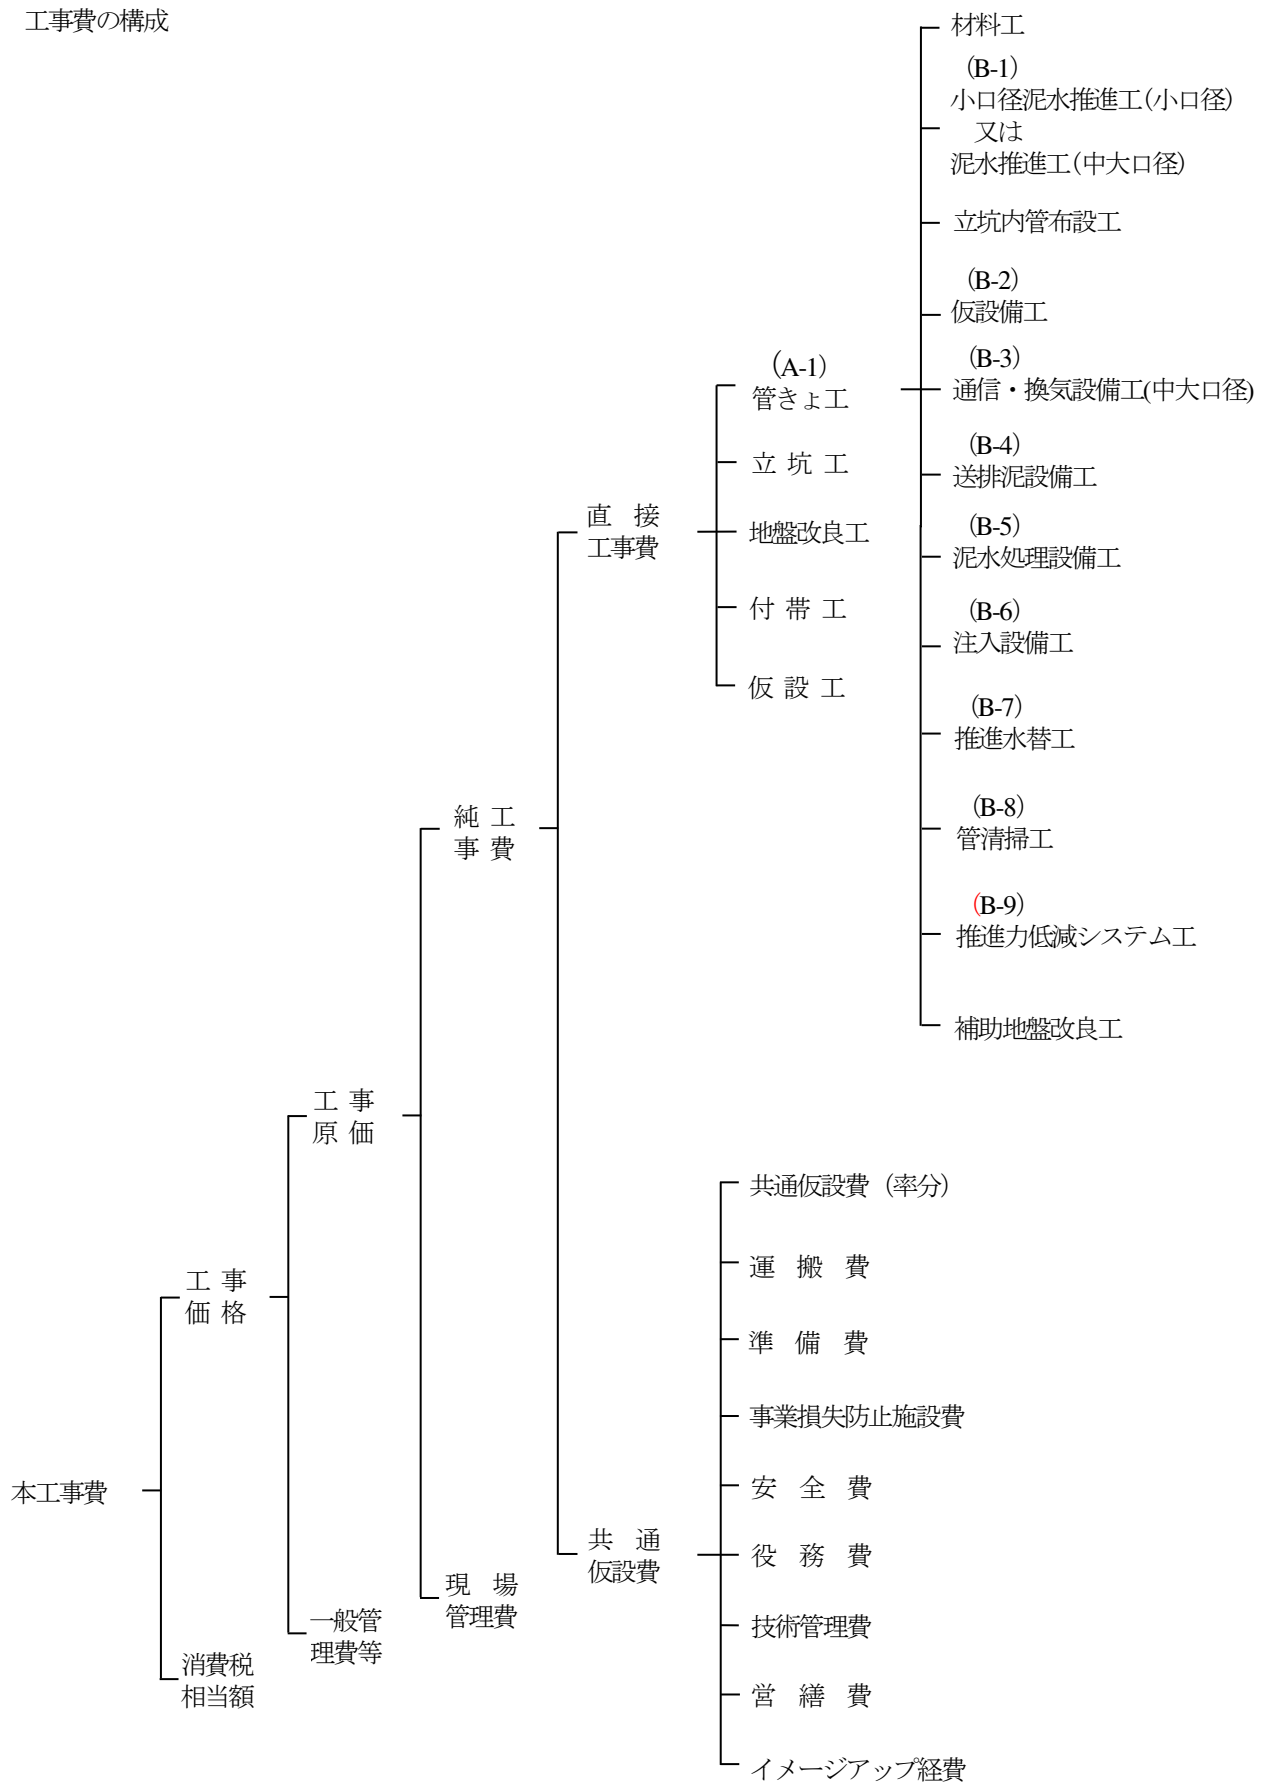 工事費の構成
材料工
(B-1)
小口径泥水推進工(小口径)
又は
泥水推進工(中大口径)
立坑内管布設工
(B-2)
仮設備工
(B-3)
通信・換気設備工(中大口径)
(B-4)
送排泥設備工
(B-5)
泥水処理設備工
(B-6)
注入設備工
(B-7)
推進水替工
(B-8)
管清掃工
(B-9)
推進力低減システム工
補助地盤改良工
(A-1)
管きょ工
立 坑 工
地盤改良工
付 帯 工
仮 設 工
直 接
工事費
純 工
事 費
工 事
原 価
工 事
価 格
本工事費
消費税
相当額
一般管
理費等
現 場
管理費
共 通
仮設費
共通仮設費（率分）
運 搬 費
準 備 費
事業損失防止施設費
安 全 費
役 務 費
技術管理費
営 繕 費
イメージアップ経費